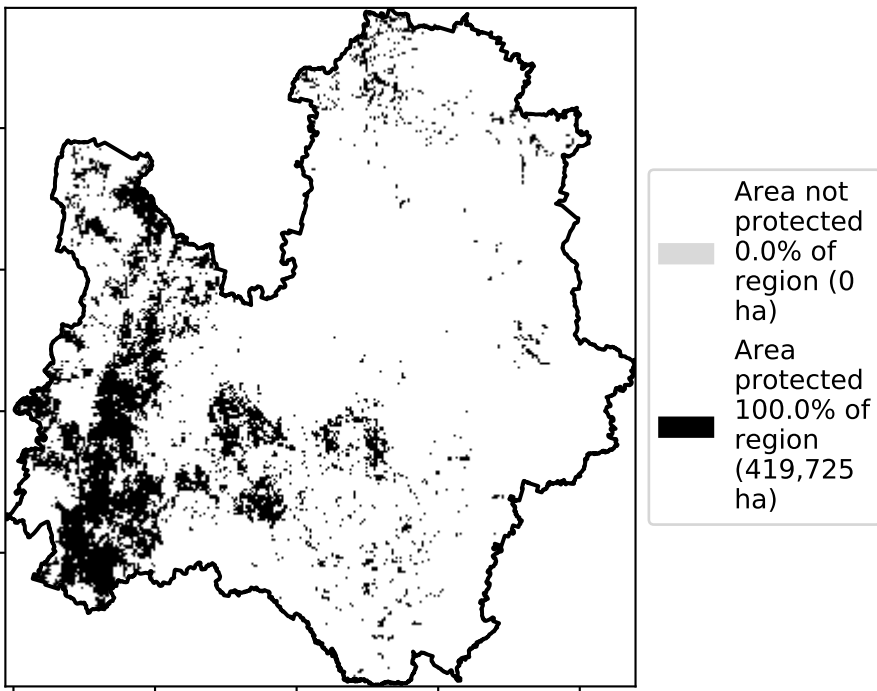 Area not
protected
0.0% of
region (0
ha)
Area
protected
100.0% of
region
(419,725
ha)